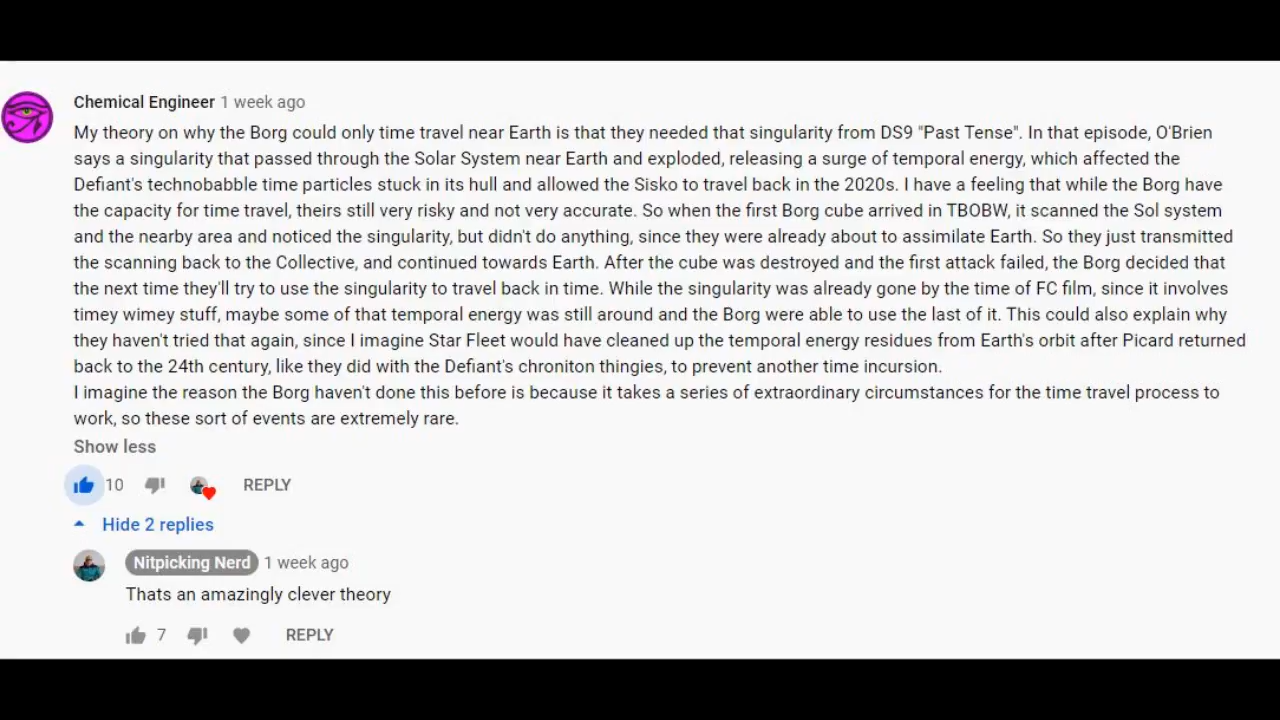 Chemical Engineer 1 week ago
My theory on why the Borg could only time travel near Earth is that they needed that singularity from DS9 "Past Tense". In that episode, O'Brien
says a singularity that passed through the Solar System near Earth and exploded, releasing a surge of temporal energy, which affected the
Defiant's technobabble time particles stuck in its hull and allowed the Sisko to travel back in the 2020s. I have a feeling that while the Borg have
the capacity for time travel, theirs still very risky and not very accurate. So when the first Borg cube arrived in TBOBW, it scanned the Sol system
and the nearby area and noticed the singularity, but didn't do anything, since they were already about to assimilate Earth. So they just transmitted
the scanning back to the Collective, and continued towards Earth. After the cube was destroyed and the first attack failed, the Borg decided that
the next time they'll try to use the singularity to travel back in time. While the singularity was already gone by the time of FC film, since it involves
timey wimey stuff, maybe some of that temporal energy was still around and the Borg were able to use the last of it. This could also explain why
they haven't tried that again, since I imagine Star Fleet would have cleaned up the temporal energy residues from Earth's orbit after Picard returned
back to the 24th century, like they did with the Defiant's chroniton thingies, to prevent another time incursion.
I imagine the reason the Borg haven't done this before is because it takes a series of extraordinary circumstances for the time travel process to
work, so these sort of events are extremely rare.
Show less
10 REPLY
Hide 2 replies
Nitpicking Nerd 1 week ago
Thats an amazingly clever theory
7 REPLY